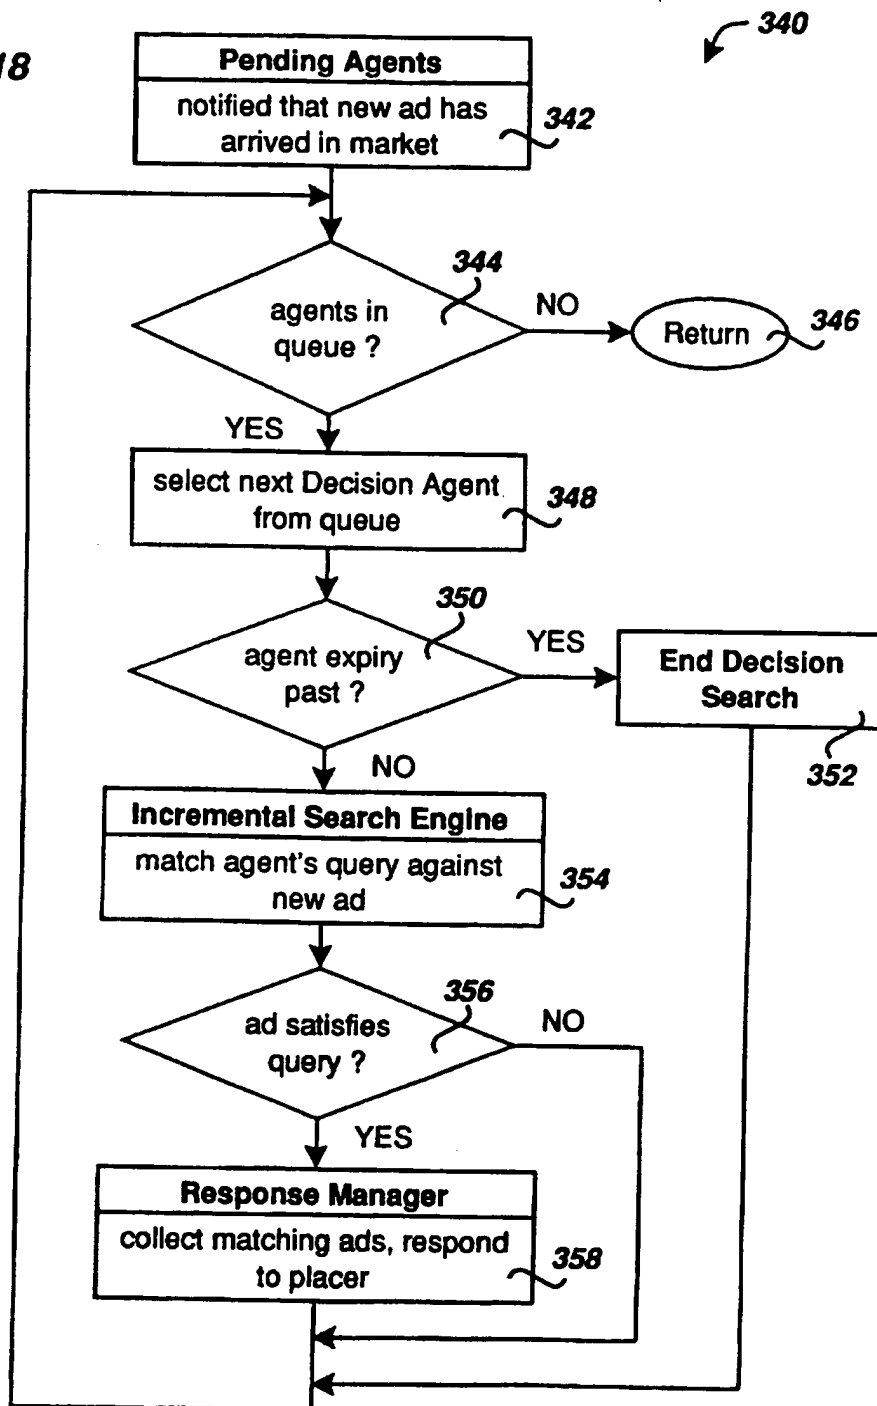 340
18
Pending Agents
notified that new ad has
arrived in market
342
344
agents in
queue ?
NO
Return
346
YES
select next Decision Agent
from queue
348
350
agent expiry
past ?
YES
End Decision
Search
352
NO
Incremental Search Engine
match agent's query against
new ad
354
356
ad satisfies
query ?
NO
YES
Response Manager
collect matching ads, respond
to placer
358